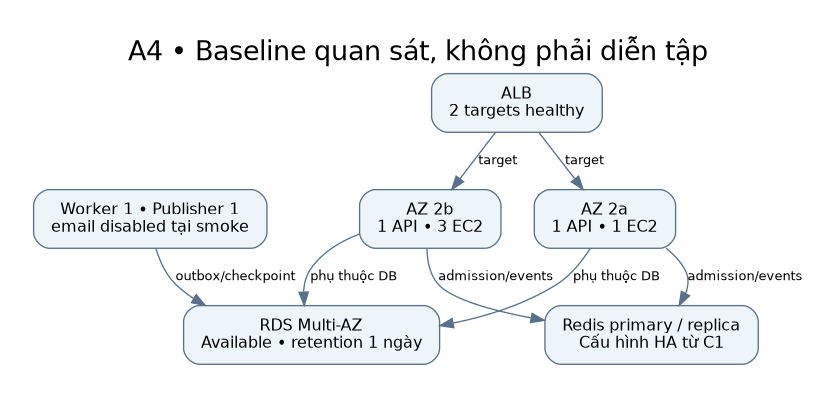 A4 • Baseline quan sát, không phải diễn tập
ALB
2 targets healthy
target
target
Worker 1 • Publisher 1
email disabled tại smoke
AZ 2b
1 API • 3 EC2
AZ 2a
1 API • 1 EC2
outbox/checkpoint
phụ thuộc DB
admission/events
phụ thuộc DB
admission/events
RDS Multi-AZ
Available • retention 1 ngày
Redis primary / replica
Cấu hình HA từ C1